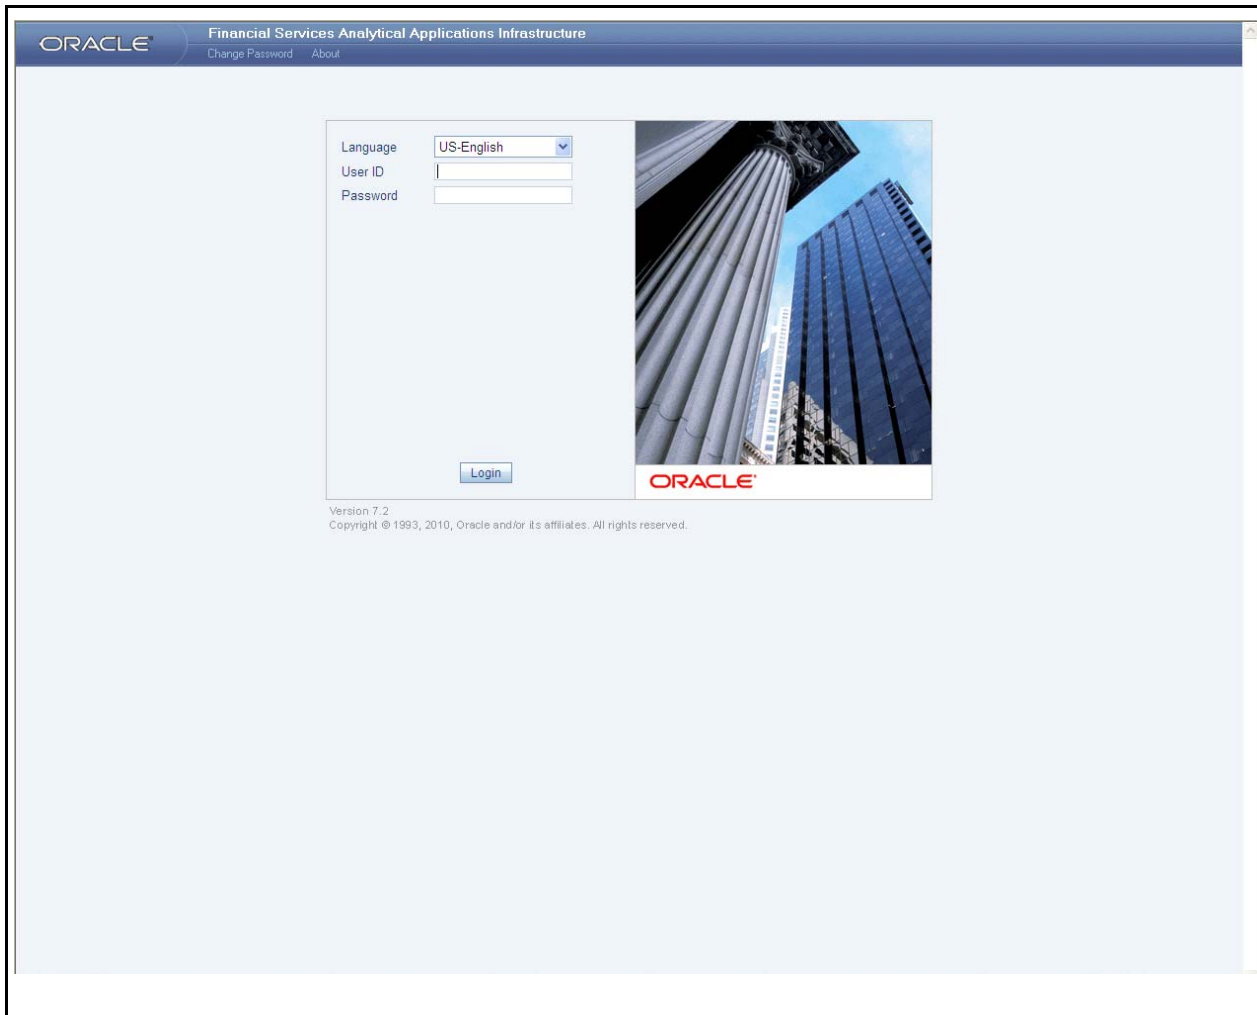 ORACLE
Financial Services Analytical Applications Infrastructure
Change Password About
Language US-English
User ID
Password
Login
ORACLE
Version 7.2
Copyright © 1993, 2010, Oracle and/or its affiliates. All rights reserved.